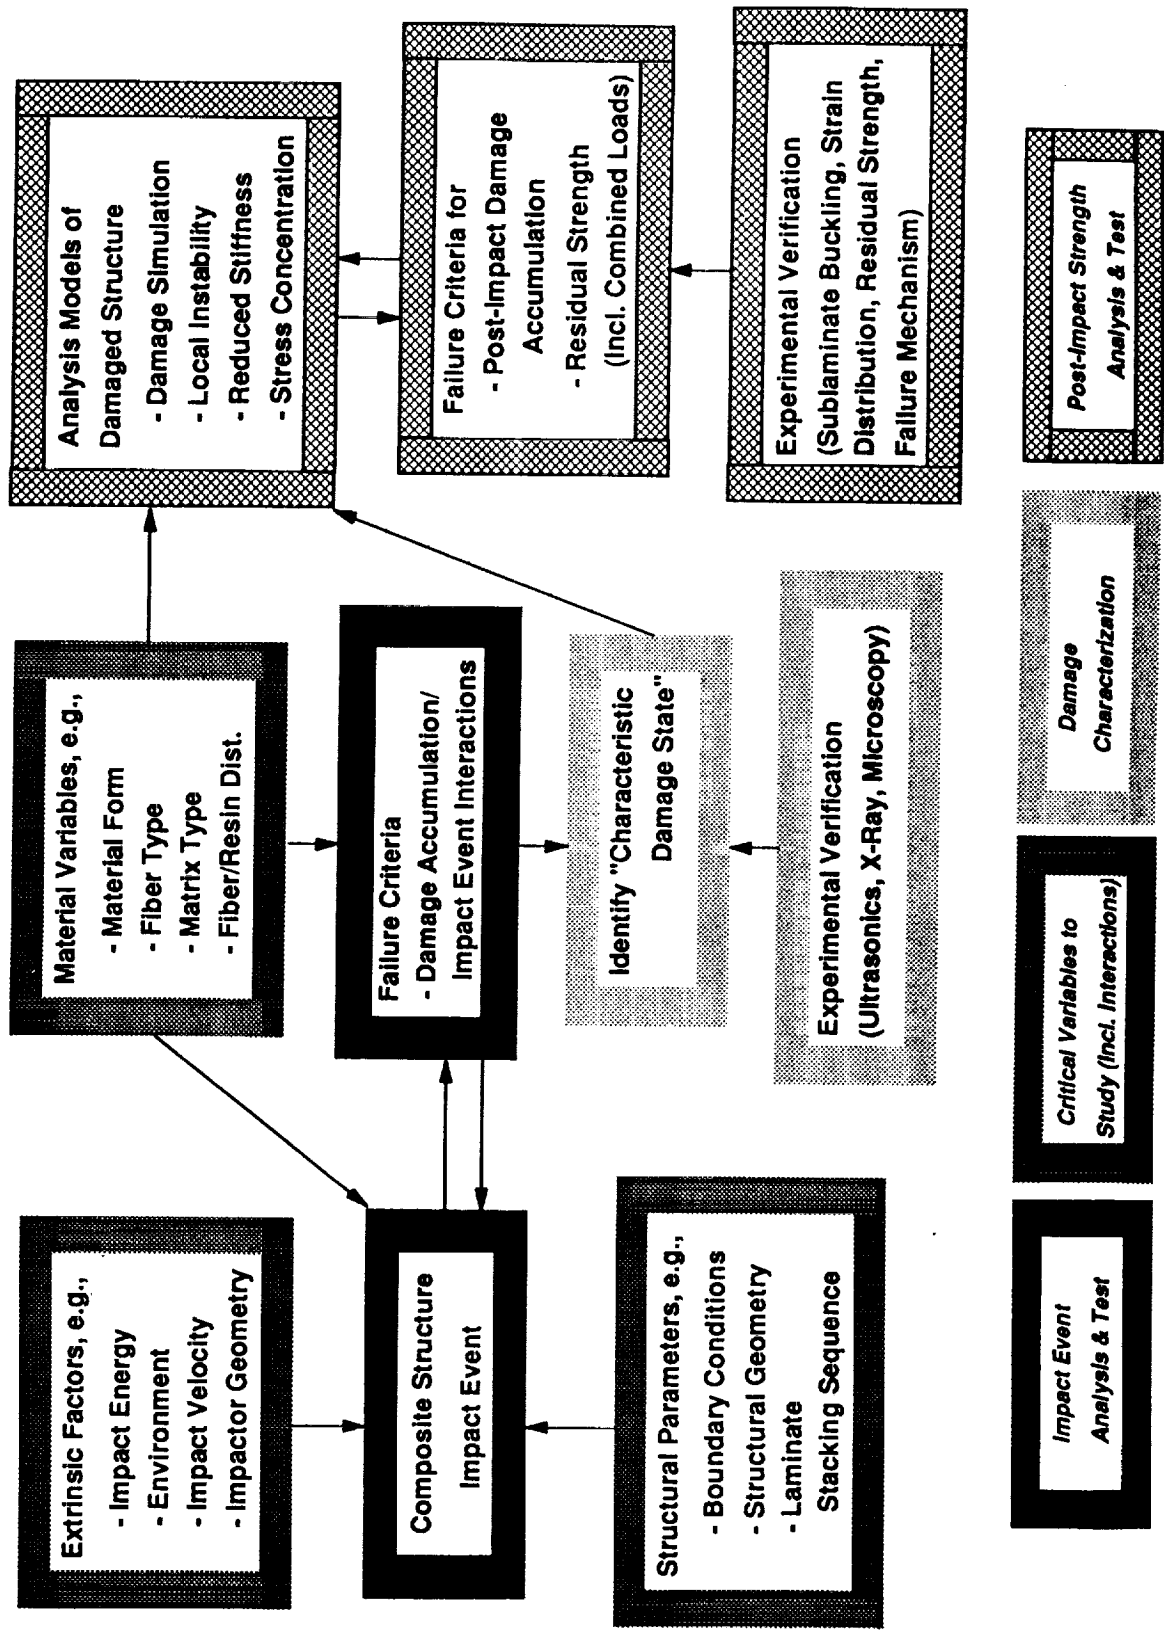 Extrinsic Factors, e.g.,
- Impact Energy
- Environment
- Impact Velocity
- Impactor Geometry
Composite Structure
Impact Event
Structural Parameters, e.g.,
- Boundary Conditions
- Structural Geometry
- Laminate
Stacking Sequence
Material Variables, e.g.,
- Material Form
- Fiber Type
- Matrix Type
- Fiber/Resin Dist.
Failure Criteria
- Damage Accumulation/
Impact Event Interactions
Identify "Characteristic
Damage State"
Experimental Verification
(Ultrasonics, X-Ray, Microscopy)
Analysis Models of
Damaged Structure
- Damage Simulation
- Local Instability
- Reduced Stiffness
- Stress Concentration
Failure Criteria for
- Post-Impact Damage
Accumulation
- Residual Strength
(Incl. Combined Loads)
Experimental Verification
(Sublaminate Buckling, Strain
Distribution, Residual Strength,
Failure Mechanism)
Impact Event
Analysis & Test
Critical Variables to
Study (Incl. Interactions)
Damage
Characterization
Post-Impact Strength
Analysis & Test